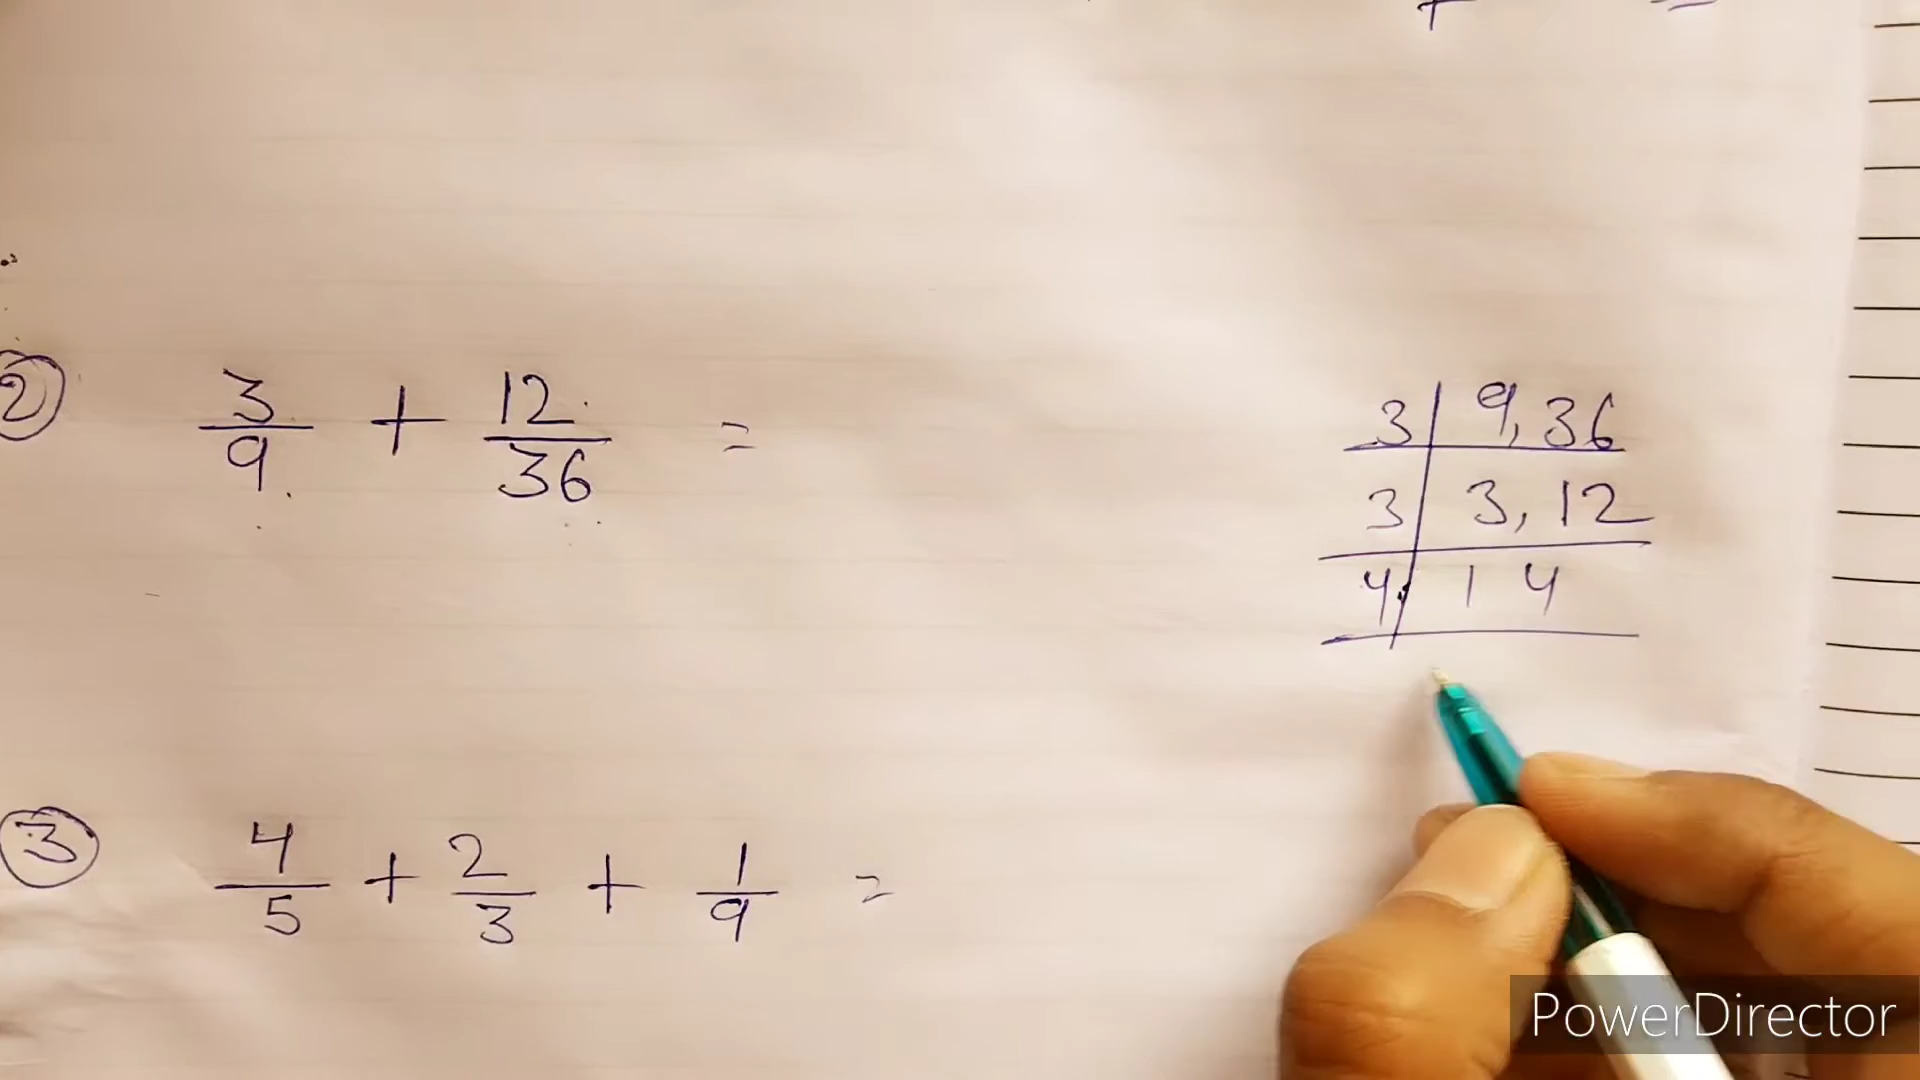 ② 3/9 + 12/36 =
3 | 9, 36
3 | 3, 12
4 | 1 4
③ 4/5 + 2/3 + 1/9 =
PowerDirector